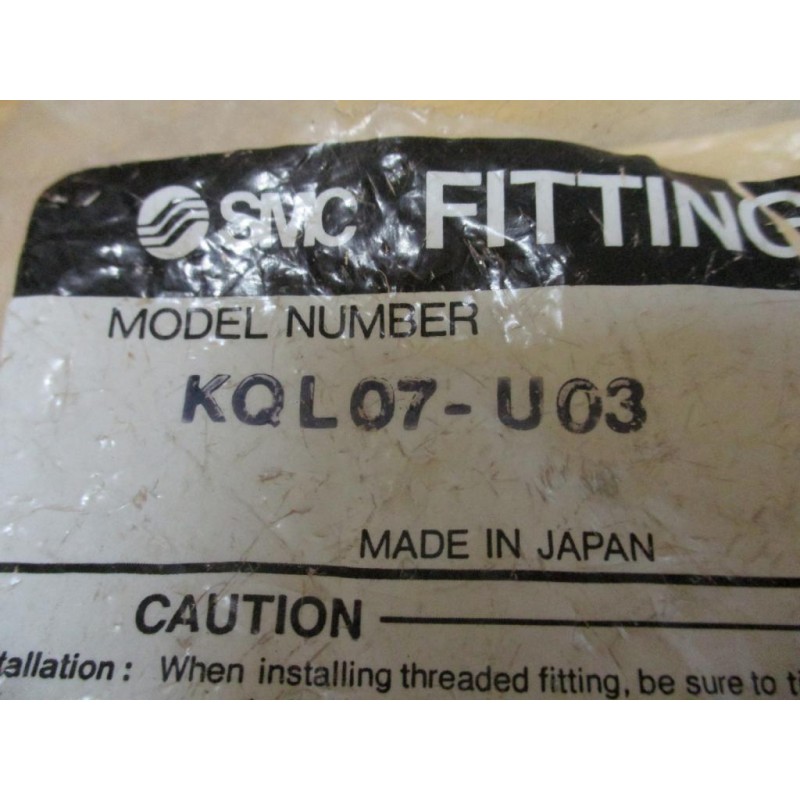 SMC FITTING
MODEL NUMBER
KQL07-U03
MADE IN JAPAN
CAUTION
tallation: When installing threaded fitting, be sure to ti